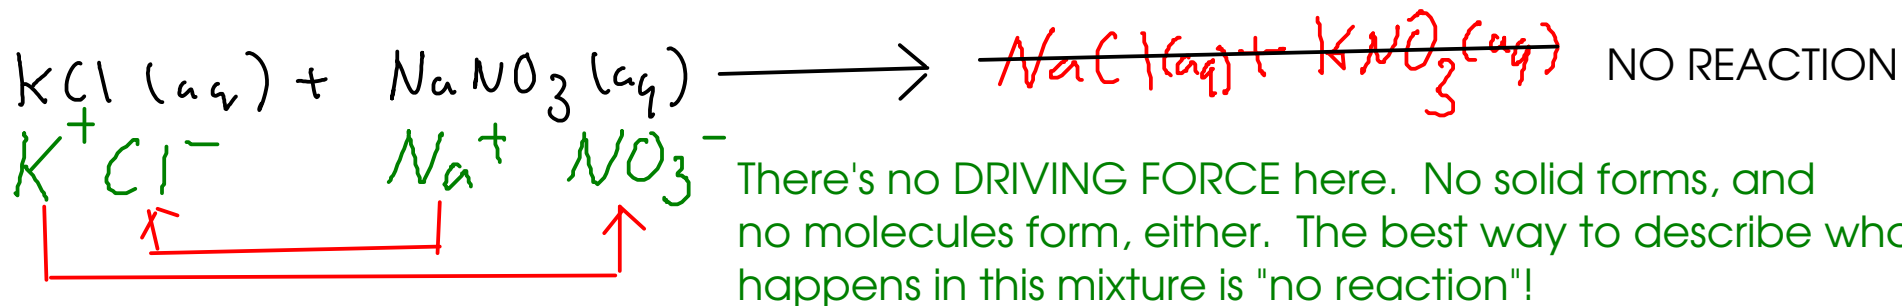 KCl (aq) + NaNO3 (aq) → NaCl(aq) + KNO3(aq) NO REACTION
K+ Cl- Na+ NO3-
There's no DRIVING FORCE here. No solid forms, and
no molecules form, either. The best way to describe
happens in this mixture is "no reaction"!